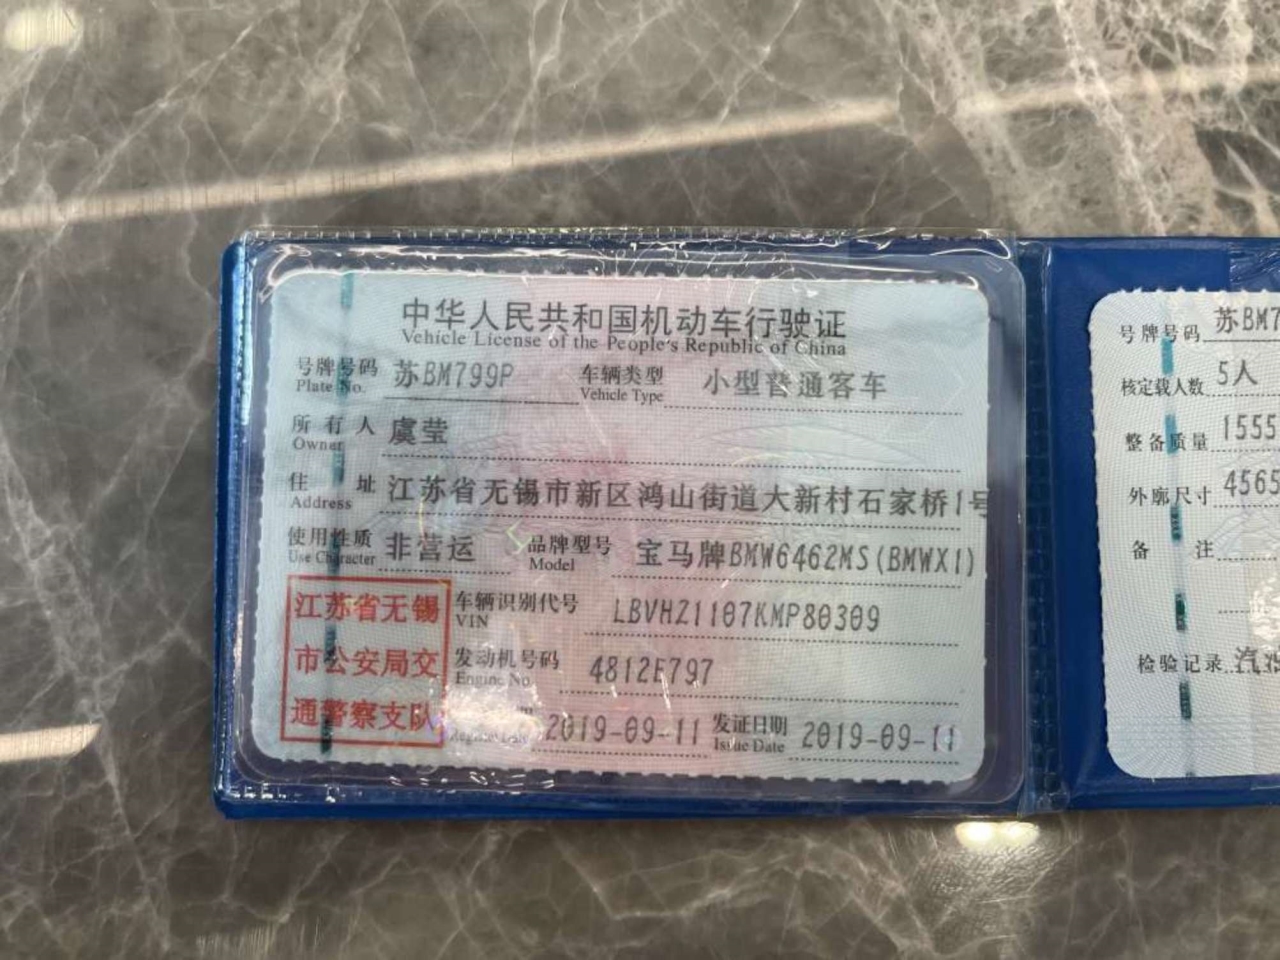 中华人民共和国机动车行驶证
Vehicle License of the People's Republic of China
号牌号码 苏BM799P 车辆类型 小型普通客车
Plate No. Vehicle Type
所有人 虞莹
Owner
住址 江苏省无锡市新区鸿山街道大新村石家桥1号
Address
使用性质 非营运 品牌型号 宝马牌BMW6462MS(BMWX1)
Use Character Model
江苏省无锡
市公安局交
通警察支队
车辆识别代号 LBVHZ1107KMP80309
VIN
发动机号码 4812E797
Engine No.
Register Date 2019-09-11 发证日期 2019-09-11
Issue Date
号牌号码 苏BM7
核定载人数 5人
整备质量 1555
外廓尺寸 4565
备注
检验记录 汽油